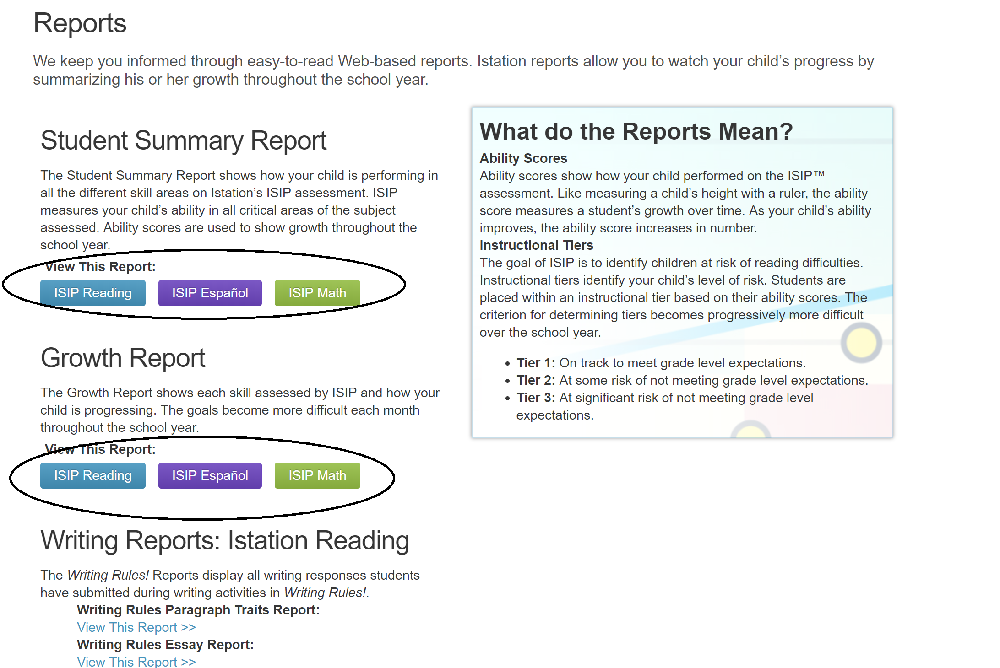 Reports
We keep you informed through easy-to-read Web-based reports. Istation reports allow you to watch your child’s progress by
summarizing his or her growth throughout the school year.
Student Summary Report
The Student Summary Report shows how your child is performing in
all the different skill areas on Istation’s ISIP assessment. ISIP
measures your child’s ability in all critical areas of the subject
assessed. Ability scores are used to show growth throughout the
school year.
View This Report:
ISIP Reading ISIP Español ISIP Math
Growth Report
The Growth Report shows each skill assessed by ISIP and how your
child is progressing. The goals become more difficult each month
throughout the school year.
View This Report:
ISIP Reading ISIP Español ISIP Math
Writing Reports: Istation Reading
The Writing Rules! Reports display all writing responses students
have submitted during writing activities in Writing Rules!.
Writing Rules Paragraph Traits Report:
View This Report >>
Writing Rules Essay Report:
View This Report >>
What do the Reports Mean?
Ability Scores
Ability scores show how your child performed on the ISIP™
assessment. Like measuring a child’s height with a ruler, the ability
score measures a student’s growth over time. As your child’s ability
improves, the ability score increases in number.
Instructional Tiers
The goal of ISIP is to identify children at risk of reading difficulties.
Instructional tiers identify your child’s level of risk. Students are
placed within an instructional tier based on their ability scores. The
criterion for determining tiers becomes progressively more difficult
over the school year.
• Tier 1: On track to meet grade level expectations.
• Tier 2: At some risk of not meeting grade level expectations.
• Tier 3: At significant risk of not meeting grade level
expectations.